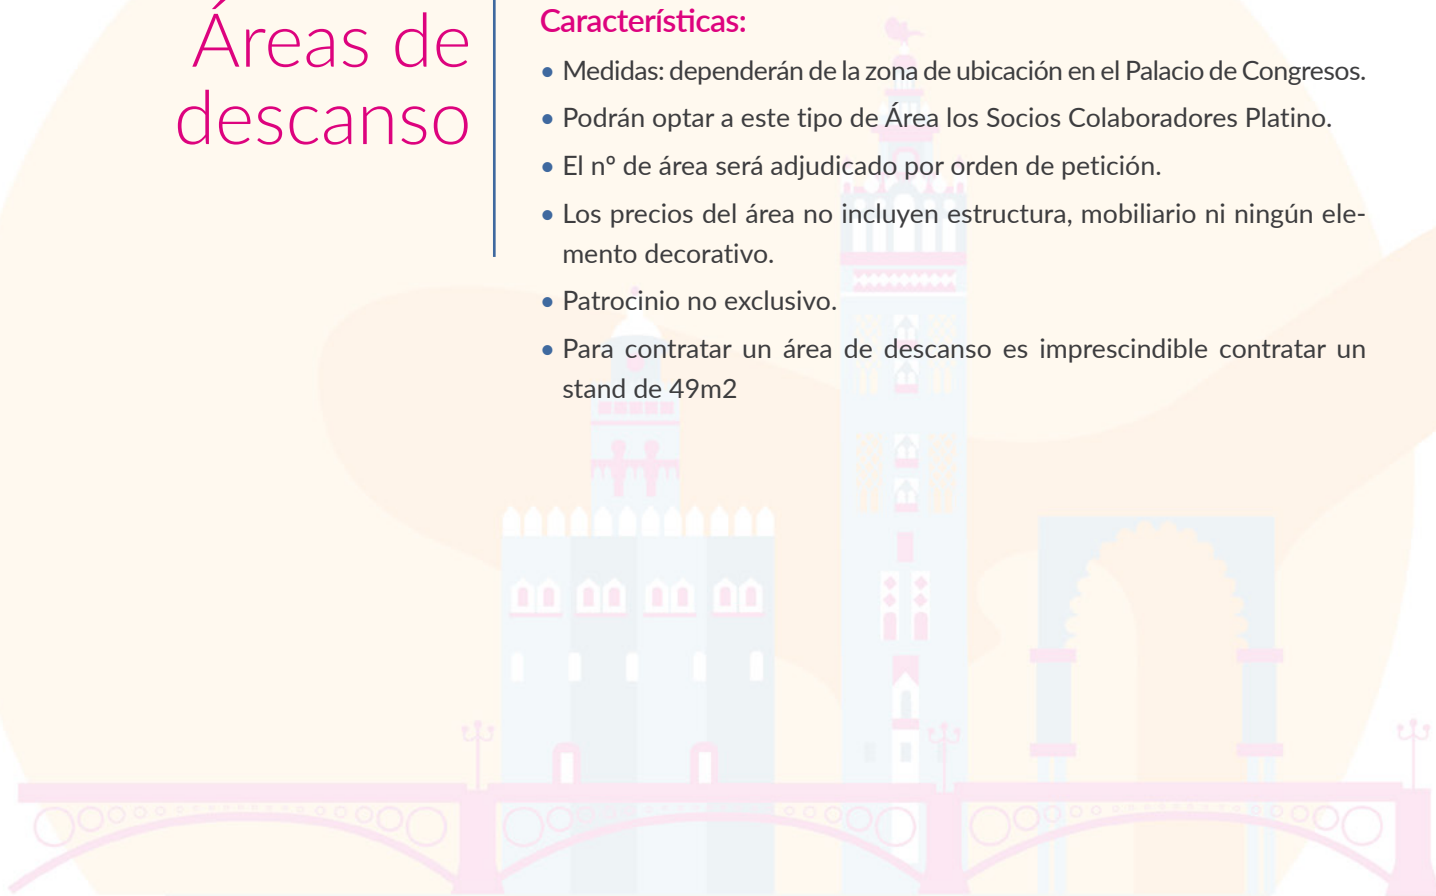 Áreas de
descanso
Características:
• Medidas: dependerán de la zona de ubicación en el Palacio de Congresos.
• Podrán optar a este tipo de Área los Socios Colaboradores Platino.
• El nº de área será adjudicado por orden de petición.
• Los precios del área no incluyen estructura, mobiliario ni ningún ele-
mento decorativo.
• Patrocinio no exclusivo.
• Para contratar un área de descanso es imprescindible contratar un
stand de 49m2